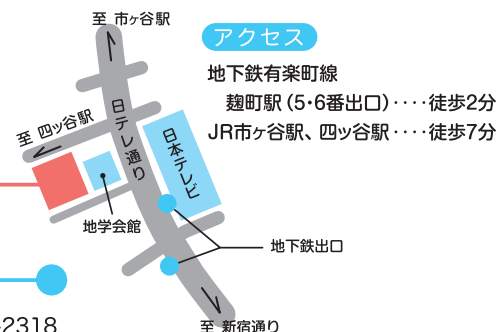 至 市ヶ谷駅
アクセス
地下鉄有楽町線
麹町駅（5・6番出口）‥‥徒歩2分
JR市ヶ谷駅、四ッ谷駅‥‥徒歩7分
至 四ッ谷駅
日テレ通り
日本テレビ
地学会館
地下鉄出口
-2318
至 新宿通り